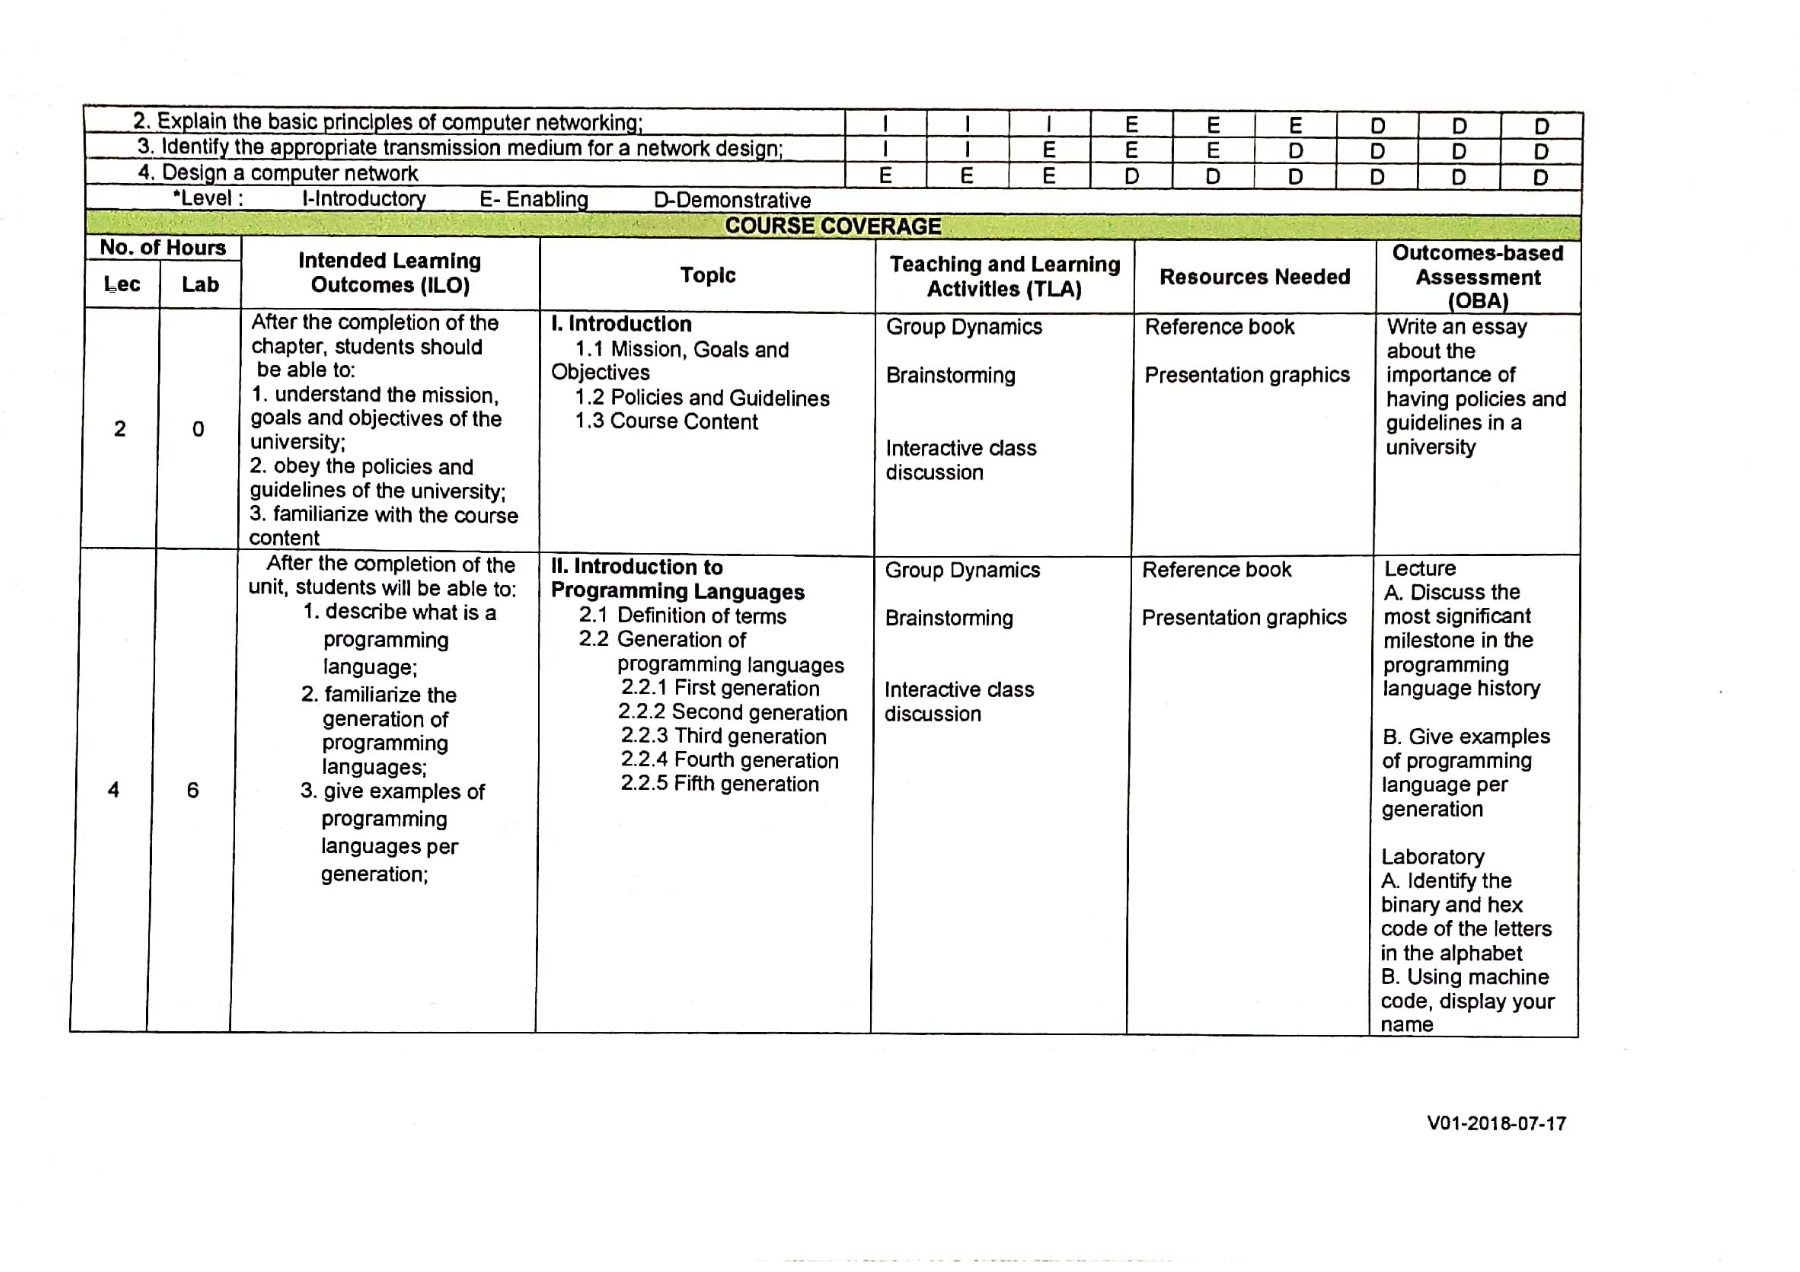 2. Explain the basic principles of computer networking; I I I E E E D D D
3. Identify the appropriate transmission medium for a network design; I I E E E D D D D
4. Design a computer network E E E D D D D D D
*Level : I-Introductory E- Enabling D-Demonstrative
COURSE COVERAGE
No. of Hours
Lec
Lab
Intended Learning
Outcomes (ILO)
Topic
Teaching and Learning
Activities (TLA)
Resources Needed
Outcomes-based
Assessment
(OBA)
2
0
After the completion of the
chapter, students should
be able to:
1. understand the mission,
goals and objectives of the
university;
2. obey the policies and
guidelines of the university;
3. familiarize with the course
content
I. Introduction
1.1 Mission, Goals and
Objectives
1.2 Policies and Guidelines
1.3 Course Content
Group Dynamics
Brainstorming
Interactive class
discussion
Reference book
Presentation graphics
Write an essay
about the
importance of
having policies and
guidelines in a
university
4
6
After the completion of the
unit, students will be able to:
1. describe what is a
programming
language;
2. familiarize the
generation of
programming
languages;
3. give examples of
programming
languages per
generation;
II. Introduction to
Programming Languages
2.1 Definition of terms
2.2 Generation of
programming languages
2.2.1 First generation
2.2.2 Second generation
2.2.3 Third generation
2.2.4 Fourth generation
2.2.5 Fifth generation
Group Dynamics
Brainstorming
Interactive class
discussion
Reference book
Presentation graphics
Lecture
A. Discuss the
most significant
milestone in the
programming
language history
B. Give examples
of programming
language per
generation
Laboratory
A. Identify the
binary and hex
code of the letters
in the alphabet
B. Using machine
code, display your
name
V01-2018-07-17